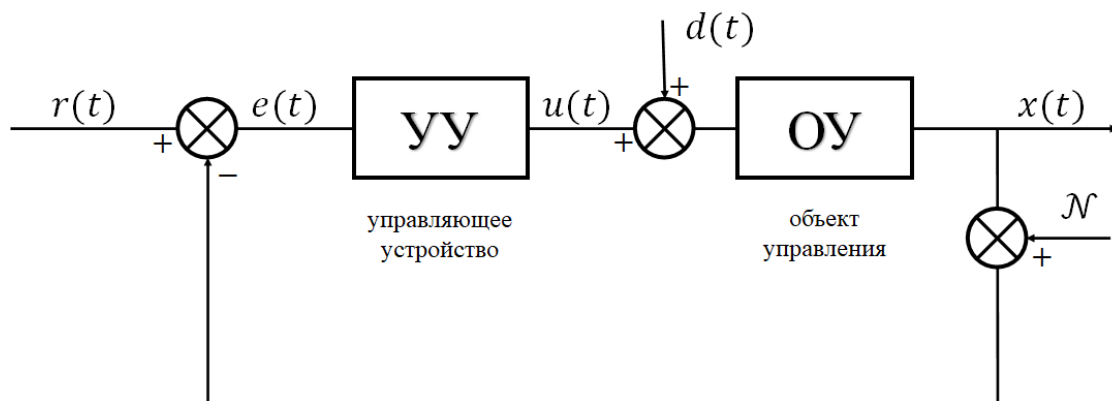 d(t)
r(t)
e(t)
u(t)
x(t)
+
+
+
−
УУ
ОУ
управляющее
устройство
объект
управления
𝒩
+